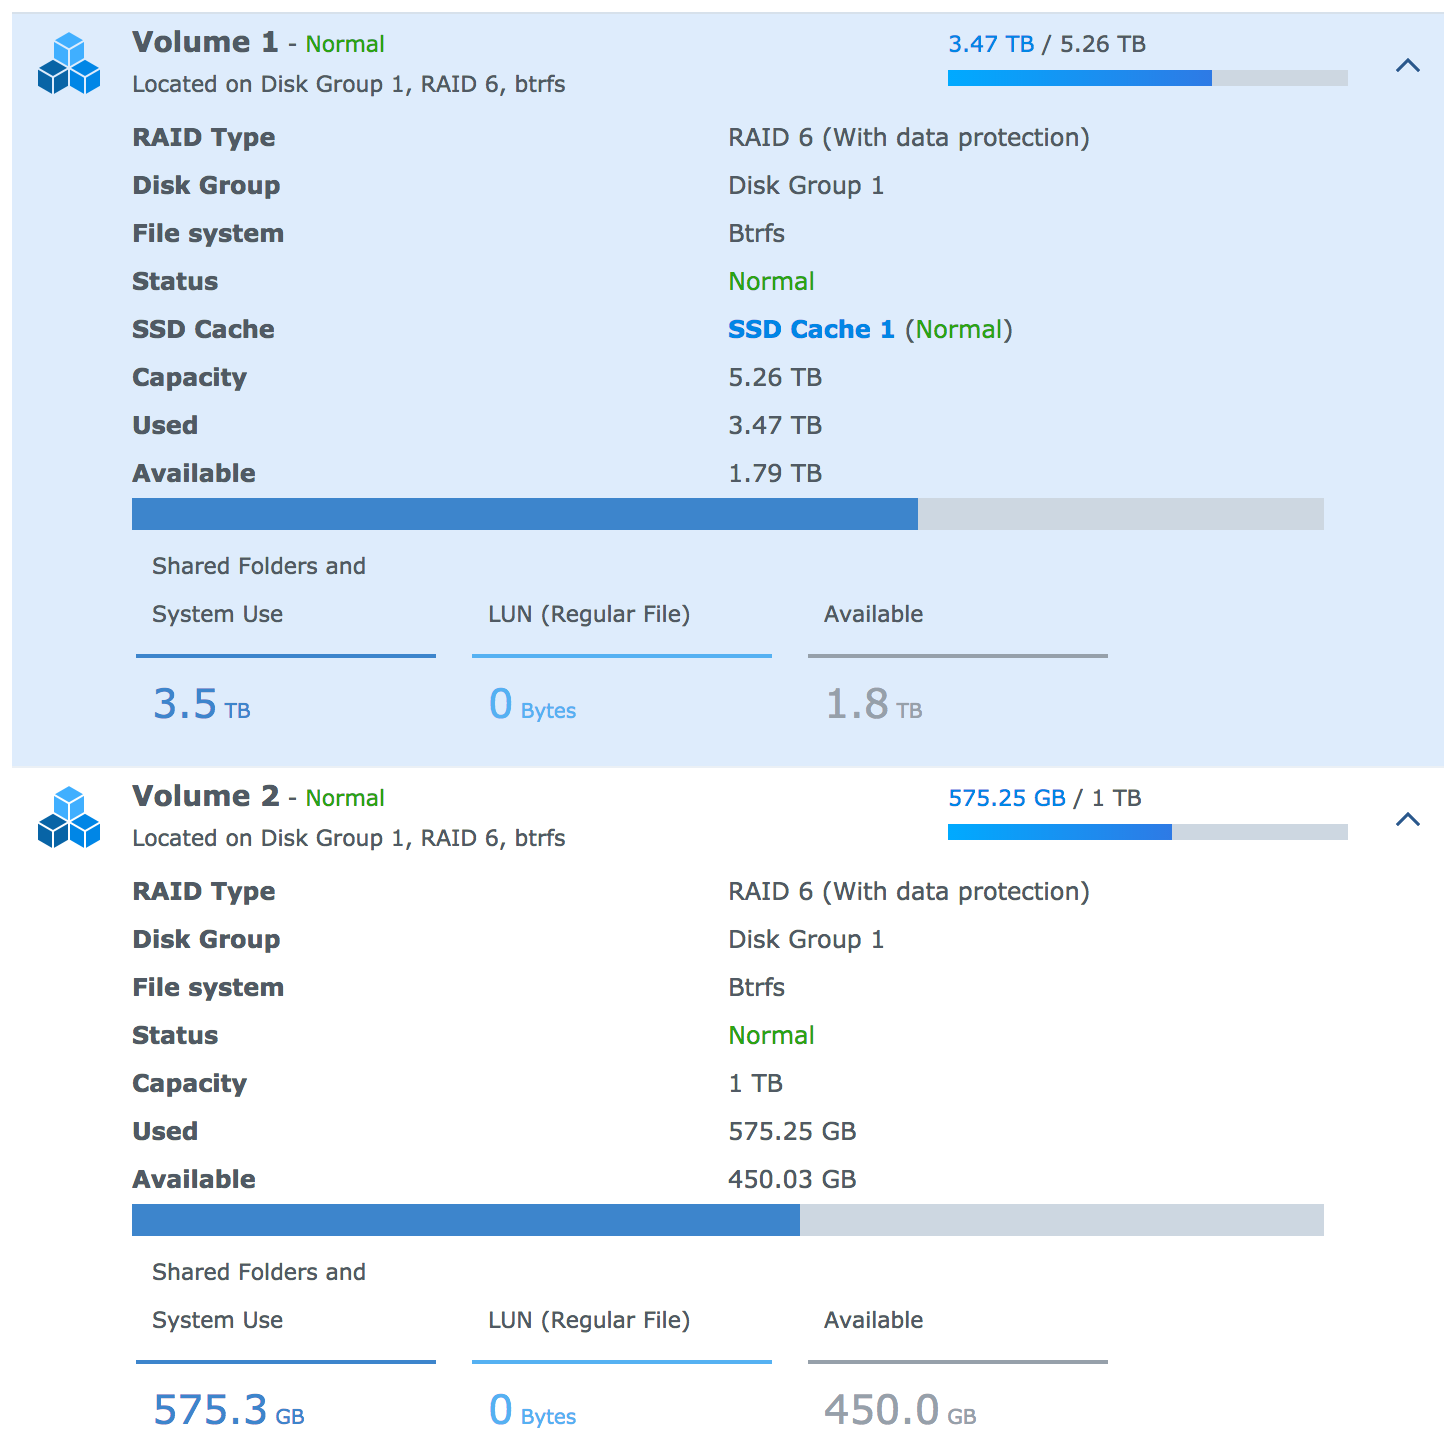 Volume 1 - Normal
3.47 TB / 5.26 TB
Located on Disk Group 1, RAID 6, btrfs
RAID Type RAID 6 (With data protection)
Disk Group Disk Group 1
File system Btrfs
Status Normal
SSD Cache SSD Cache 1 (Normal)
Capacity 5.26 TB
Used 3.47 TB
Available 1.79 TB
Shared Folders and
System Use LUN (Regular File) Available
3.5 TB 0 Bytes 1.8 TB
Volume 2 - Normal
575.25 GB / 1 TB
Located on Disk Group 1, RAID 6, btrfs
RAID Type RAID 6 (With data protection)
Disk Group Disk Group 1
File system Btrfs
Status Normal
Capacity 1 TB
Used 575.25 GB
Available 450.03 GB
Shared Folders and
System Use LUN (Regular File) Available
575.3 GB 0 Bytes 450.0 GB